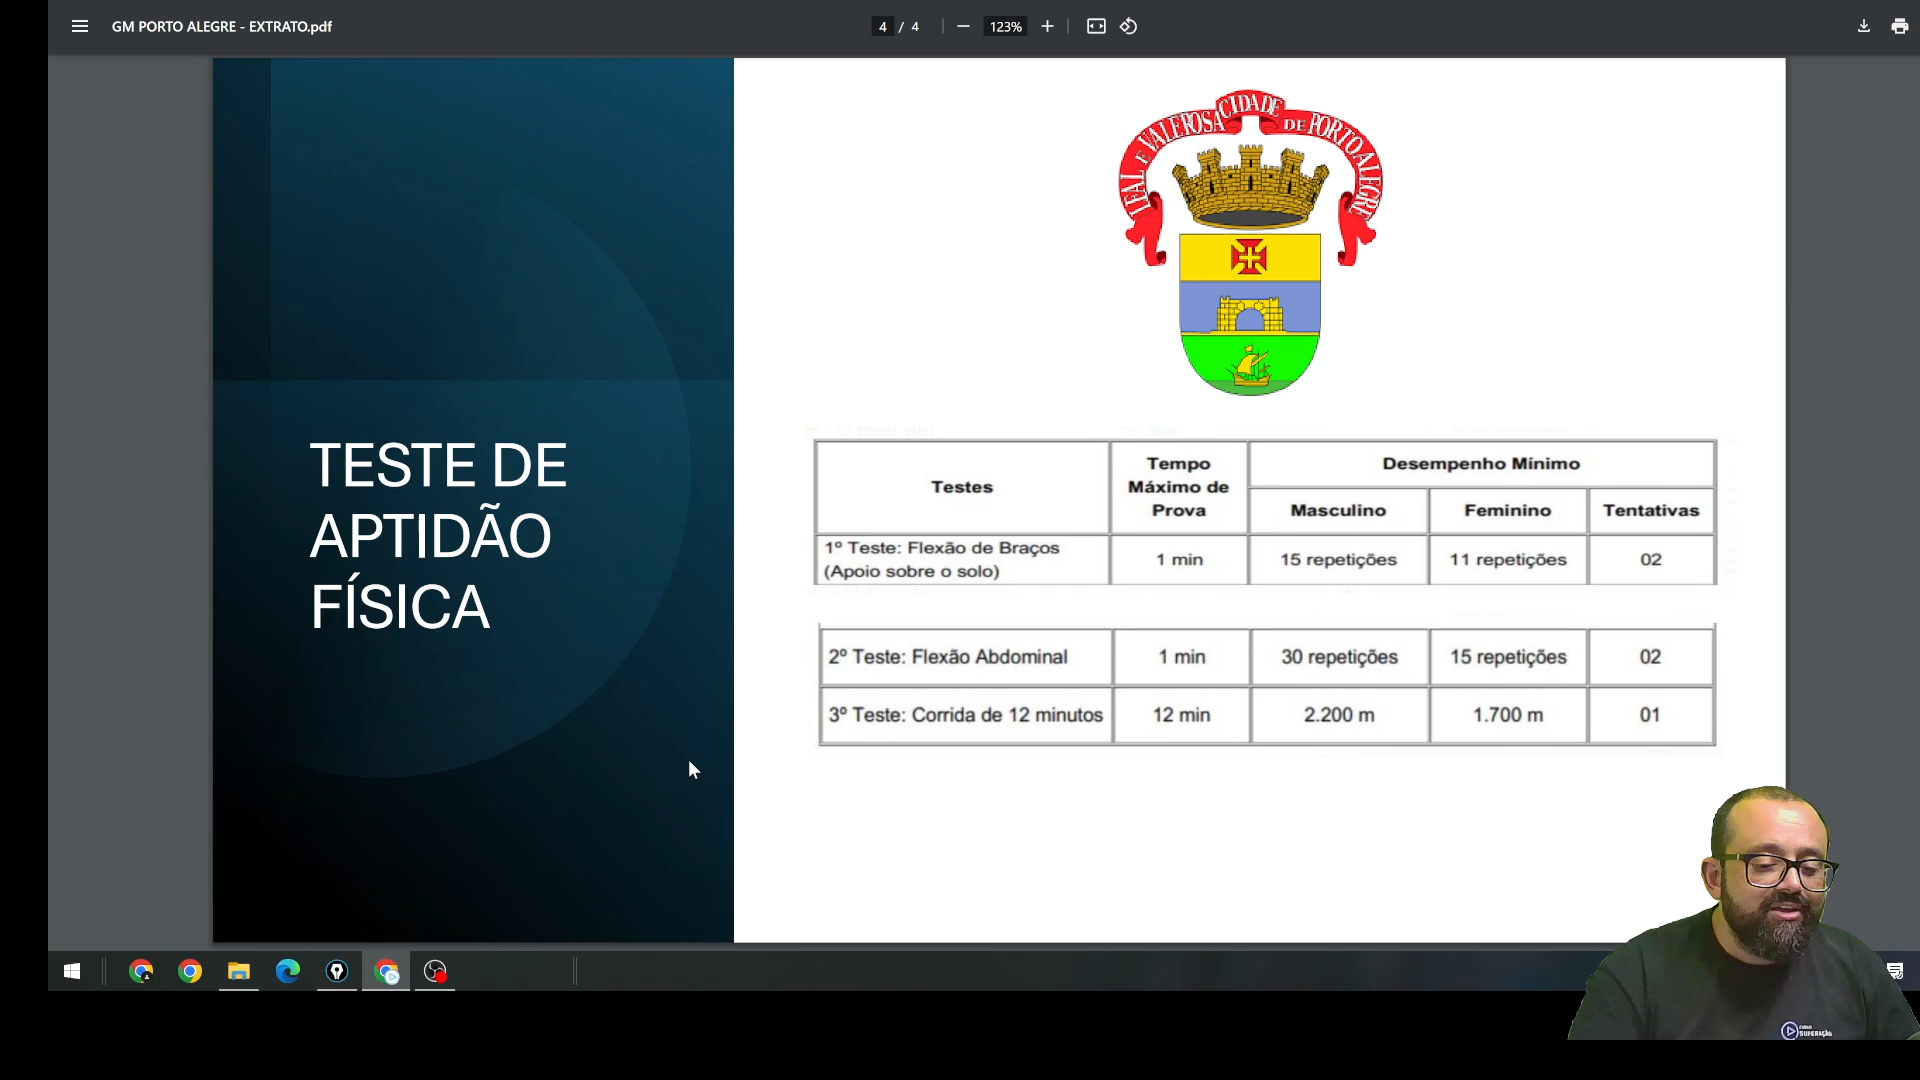 GM PORTO ALEGRE - EXTRATO.pdf
4 / 4
123%
LEAL E VALEROSA CIDADE DE PORTO ALEGRE
TESTE DE
APTIDÃO
FÍSICA
Testes
Tempo
Máximo de
Prova
Desempenho Mínimo
Masculino
Feminino
Tentativas
1º Teste: Flexão de Braços
(Apoio sobre o solo)
1 min
15 repetições
11 repetições
02
2º Teste: Flexão Abdominal
1 min
30 repetições
15 repetições
02
3º Teste: Corrida de 12 minutos
12 min
2.200 m
1.700 m
01
SUPERAÇÃO